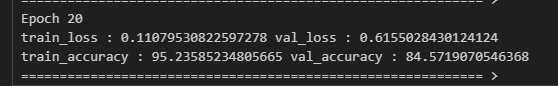 ============================================================ >
Epoch 20
train_loss : 0.11079530822597278 val_loss : 0.6155028430124124
train_accuracy : 95.23585234805665 val_accuracy : 84.5719070546368
============================================================ >